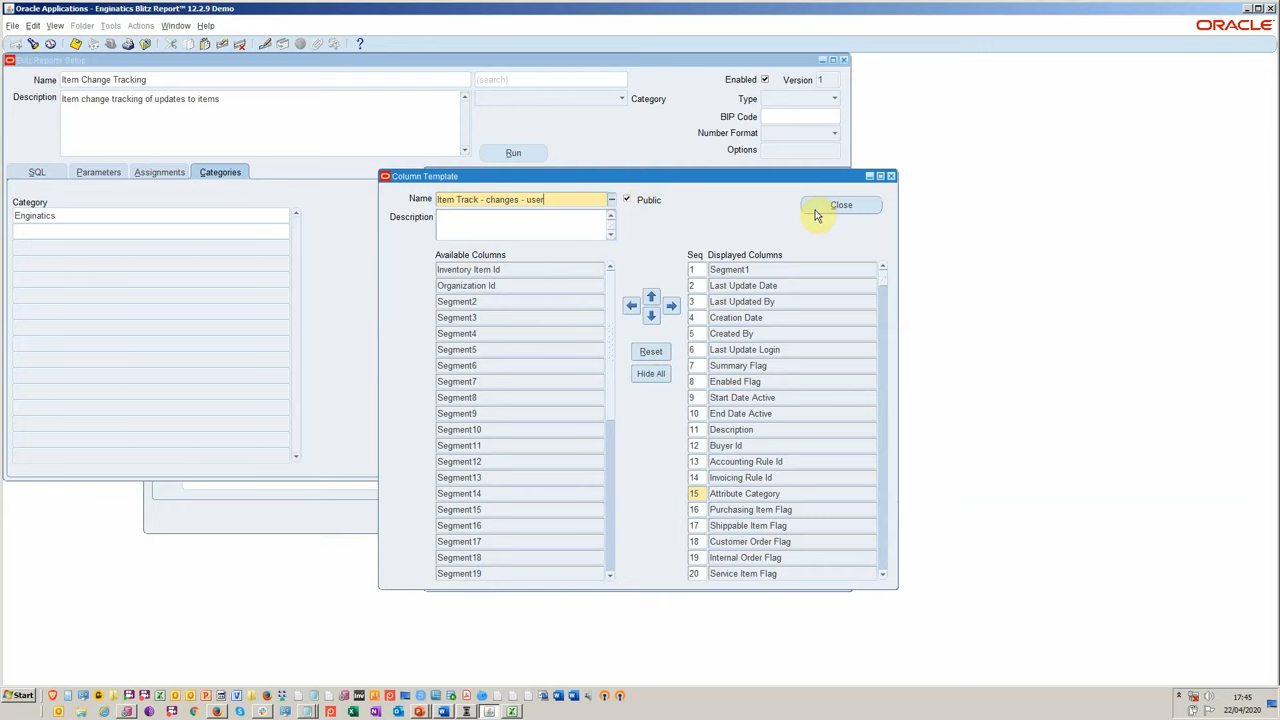 Oracle Applications - Enginatics Blitz Report™ 12.2.9 Demo
File Edit View Folder Tools Actions Window Help
ORACLE
Blitz Reports Setup
Name Item Change Tracking (search) Enabled Version 1
Description Item change tracking of updates to items Category Type
BIP Code
Number Format
Options
Run
SQL Parameters Assignments Categories
Category
Enginatics
Column Template
Name Item Track - changes - user Public Close
Description
Available Columns Seq Displayed Columns
Inventory Item Id 1 Segment1
Organization Id 2 Last Update Date
Segment2 3 Last Updated By
Segment3 4 Creation Date
Segment4 5 Created By
Segment5 Reset 6 Last Update Login
Segment6 7 Summary Flag
Segment7 Hide All 8 Enabled Flag
Segment8 9 Start Date Active
Segment9 10 End Date Active
Segment10 11 Description
Segment11 12 Buyer Id
Segment12 13 Accounting Rule Id
Segment13 14 Invoicing Rule Id
Segment14 15 Attribute Category
Segment15 16 Purchasing Item Flag
Segment16 17 Shippable Item Flag
Segment17 18 Customer Order Flag
Segment18 19 Internal Order Flag
Segment19 20 Service Item Flag
Start
17:45
22/04/2020